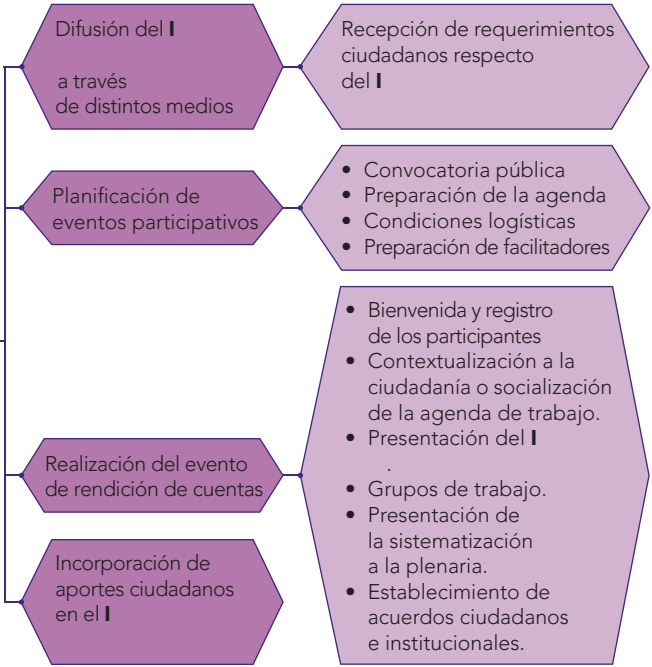 Difusión del I
a través
de distintos medios
Recepción de requerimientos
ciudadanos respecto
del I
Planificación de
eventos participativos
• Convocatoria pública
• Preparación de la agenda
• Condiciones logísticas
• Preparación de facilitadores
Realización del evento
de rendición de cuentas
• Bienvenida y registro
de los participantes
• Contextualización a la
ciudadanía o socialización
de la agenda de trabajo.
• Presentación del I
.
• Grupos de trabajo.
• Presentación de
la sistematización
a la plenaria.
• Establecimiento de
acuerdos ciudadanos
e institucionales.
Incorporación de
aportes ciudadanos
en el I